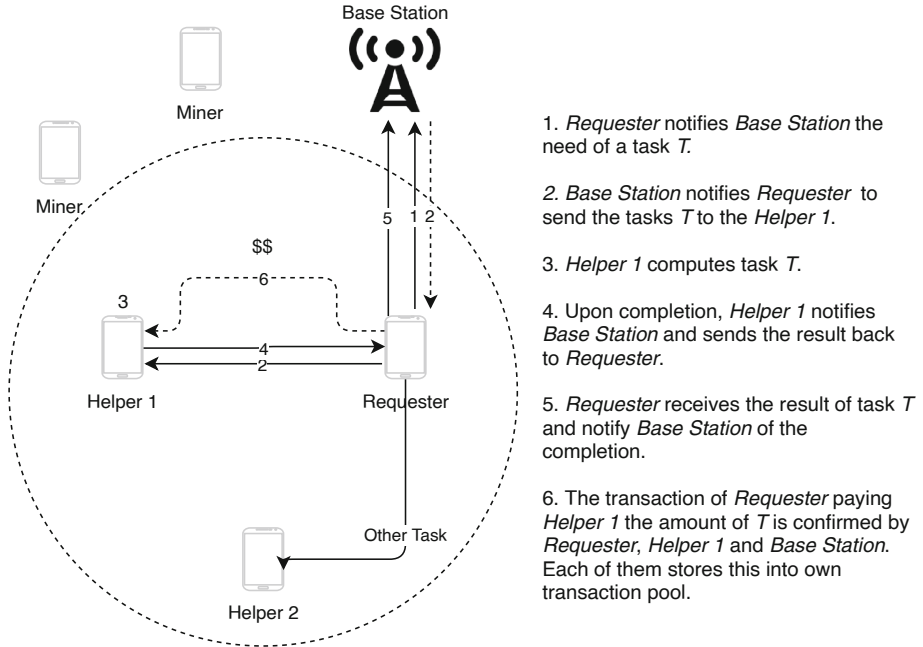 Base Station
Miner
Miner
5
1
2
$$
6
3
4
2
Helper 1
Requester
Other Task
Helper 2
1. Requester notifies Base Station the
need of a task T.
2. Base Station notifies Requester to
send the tasks T to the Helper 1.
3. Helper 1 computes task T.
4. Upon completion, Helper 1 notifies
Base Station and sends the result back
to Requester.
5. Requester receives the result of task T
and notify Base Station of the
completion.
6. The transaction of Requester paying
Helper 1 the amount of T is confirmed by
Requester, Helper 1 and Base Station.
Each of them stores this into own
transaction pool.